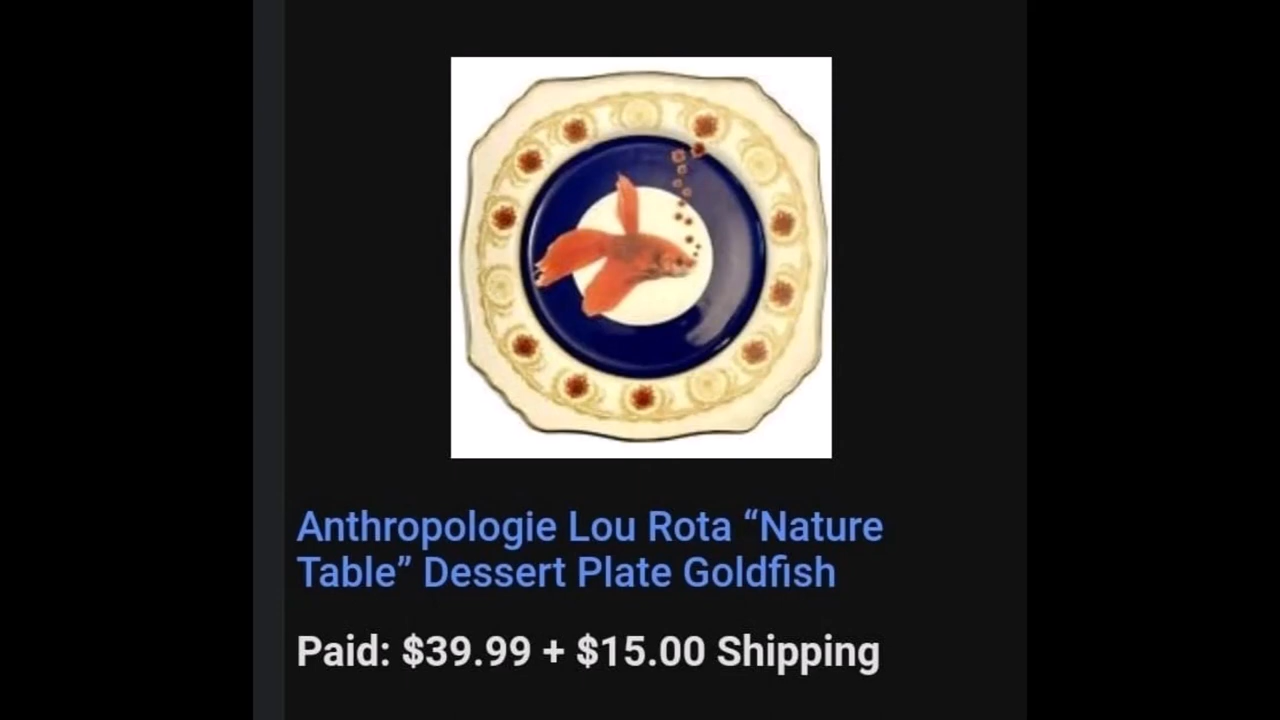 Anthropologie Lou Rota “Nature
Table” Dessert Plate Goldfish
Paid: $39.99 + $15.00 Shipping